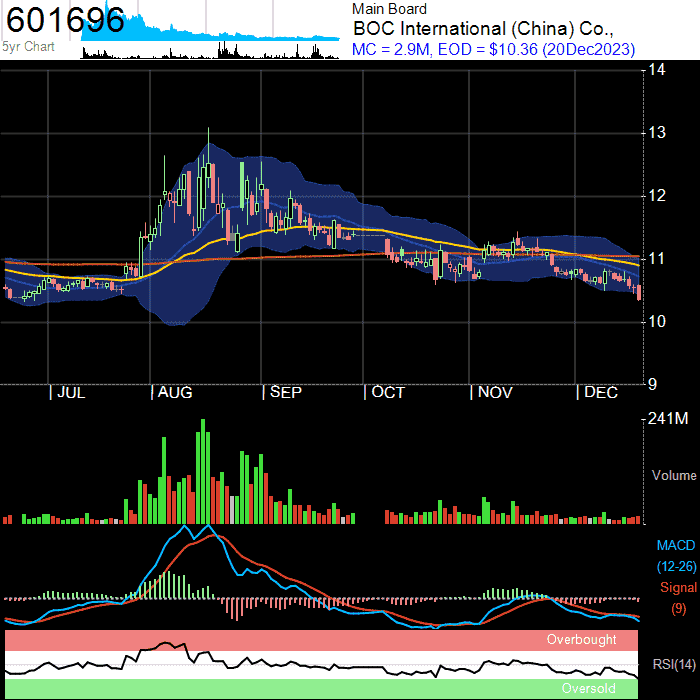 601696
5yr Chart
Main Board
BOC International (China) Co.,
MC = 2.9M, EOD = $10.36 (20Dec2023)
14
13
12
11
10
9
| JUL | AUG | SEP | OCT | NOV | DEC
241M
Volume
MACD
(12-26)
Signal
(9)
Overbought
RSI(14)
Oversold